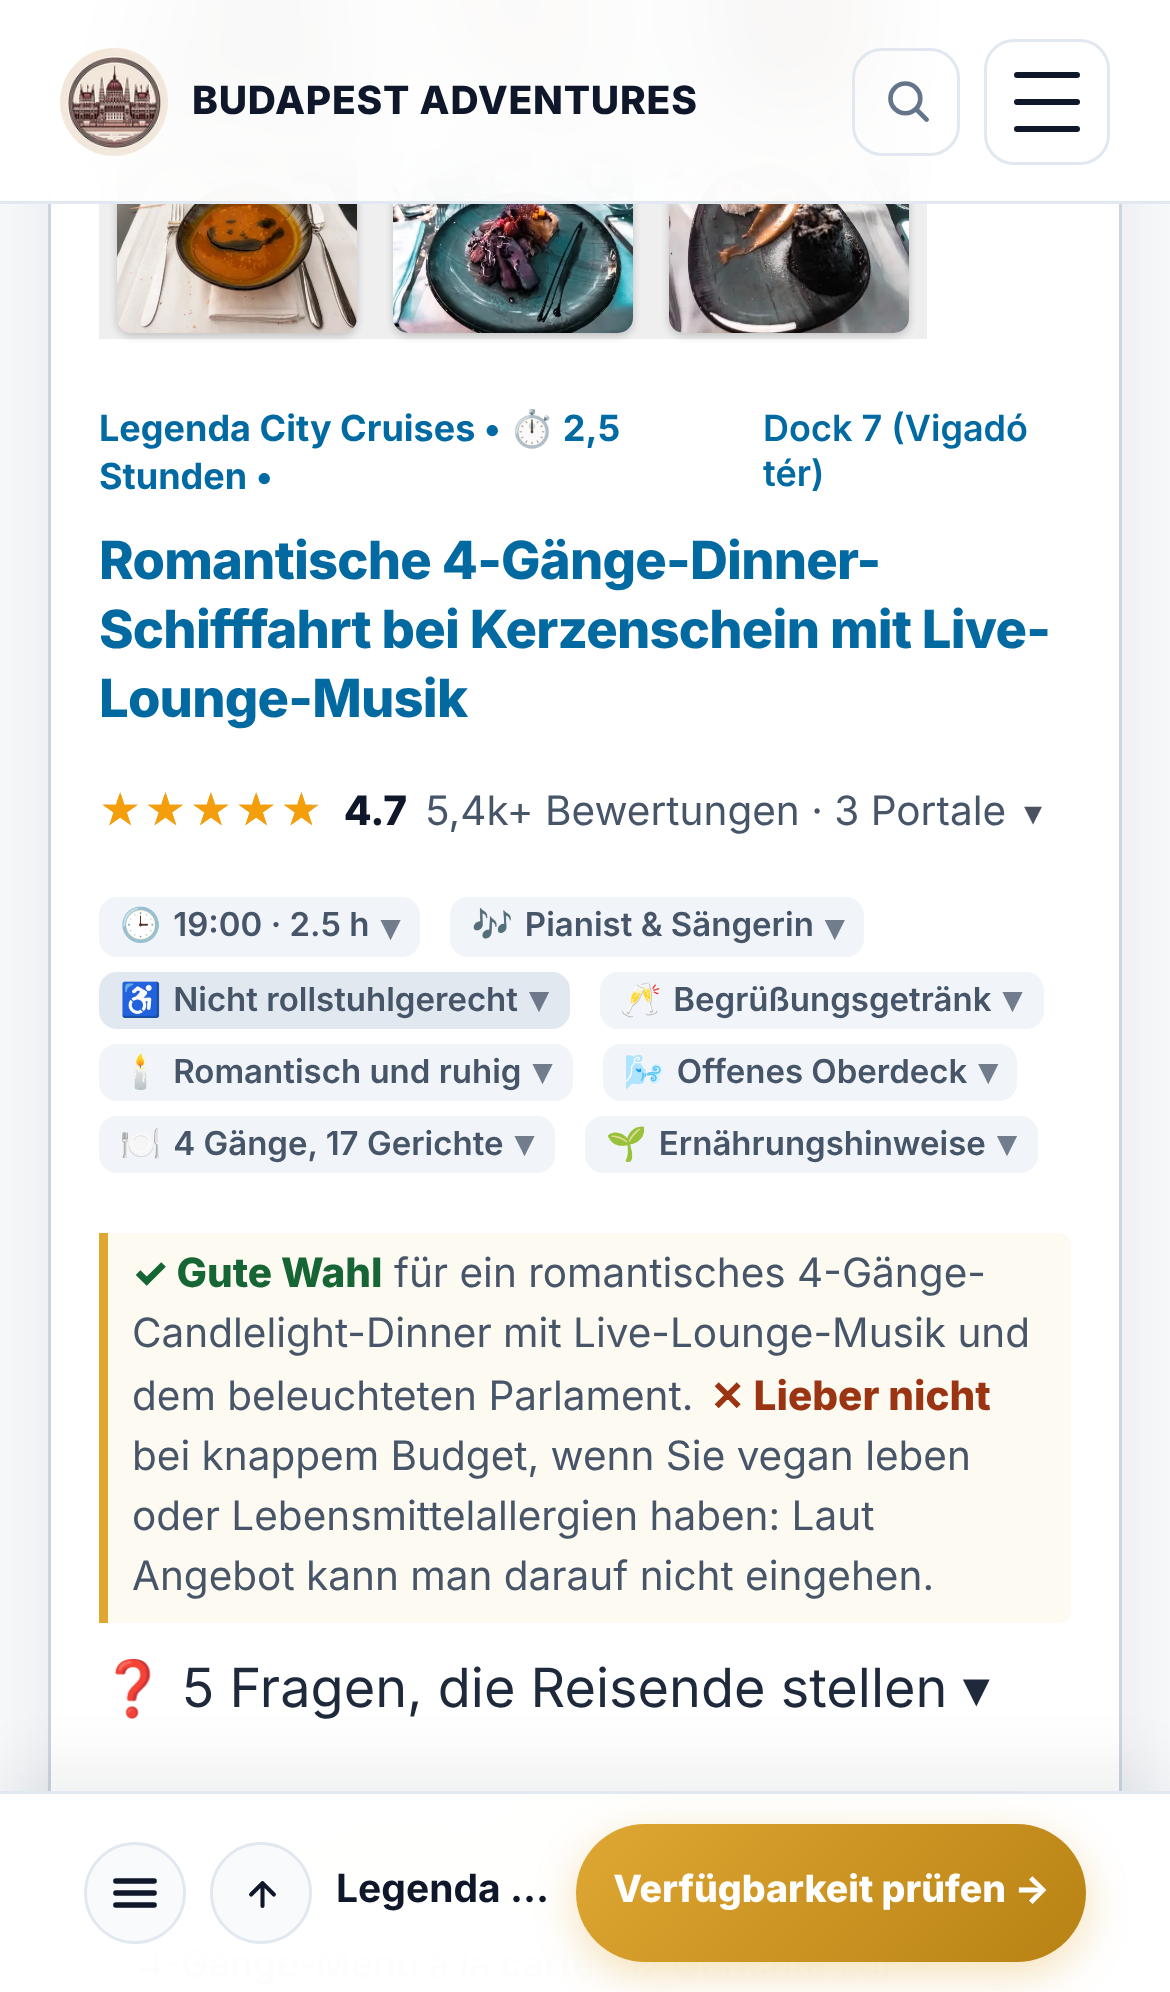 BUDAPEST ADVENTURES
Legenda City Cruises • ⏱️ 2,5
Stunden •
Dock 7 (Vigadó
tér)
Romantische 4-Gänge-Dinner-
Schifffahrt bei Kerzenschein mit Live-
Lounge-Musik
★★★★★ 4.7 5,4k+ Bewertungen · 3 Portale ▼
🕒 19:00 · 2.5 h ▼ 🎶 Pianist & Sängerin ▼
♿ Nicht rollstuhlgerecht ▼ 🥂 Begrüßungsgetränk ▼
🕯️ Romantisch und ruhig ▼ 🌬️ Offenes Oberdeck ▼
🍽️ 4 Gänge, 17 Gerichte ▼ 🌱 Ernährungshinweise ▼
✓ Gute Wahl für ein romantisches 4-Gänge-
Candlelight-Dinner mit Live-Lounge-Musik und
dem beleuchteten Parlament. ✕ Lieber nicht
bei knappem Budget, wenn Sie vegan leben
oder Lebensmittelallergien haben: Laut
Angebot kann man darauf nicht eingehen.
❓ 5 Fragen, die Reisende stellen ▼
Legenda ... Verfügbarkeit prüfen →